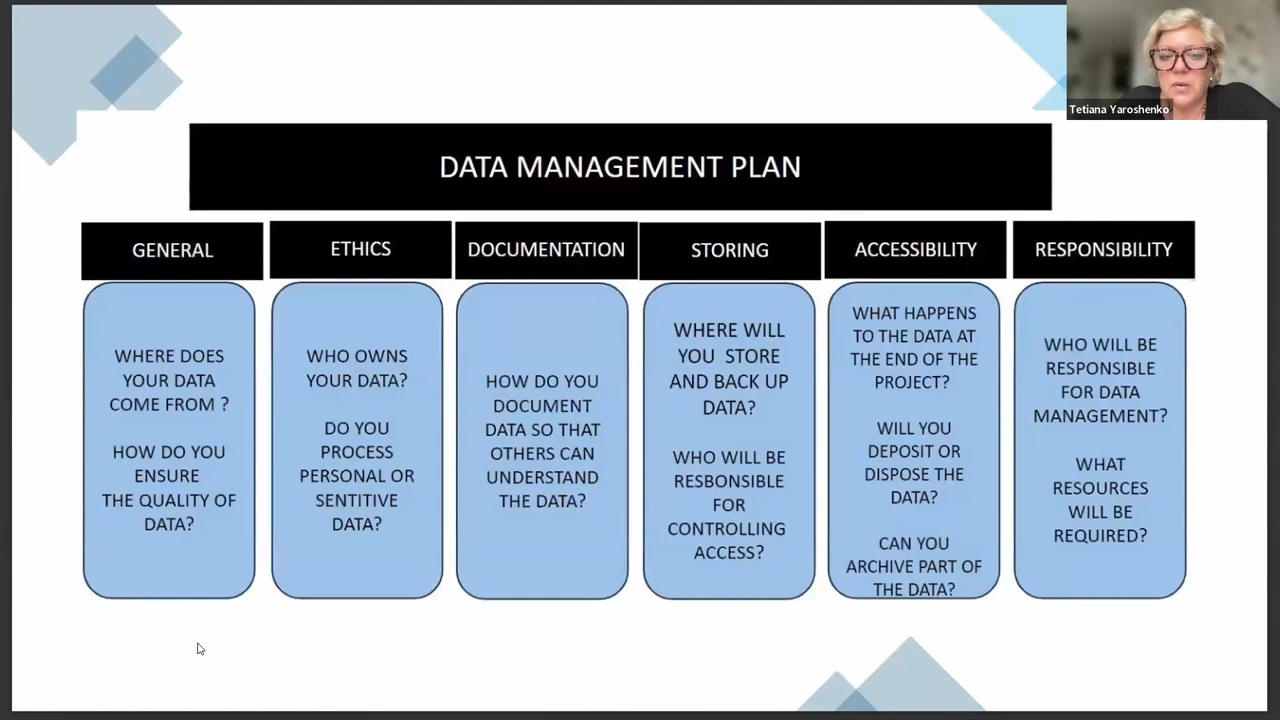 Tetiana Yaroshenko
DATA MANAGEMENT PLAN
GENERAL
WHERE DOES
YOUR DATA
COME FROM ?
HOW DO YOU
ENSURE
THE QUALITY OF
DATA?
ETHICS
WHO OWNS
YOUR DATA?
DO YOU
PROCESS
PERSONAL OR
SENTITIVE
DATA?
DOCUMENTATION
HOW DO YOU
DOCUMENT
DATA SO THAT
OTHERS CAN
UNDERSTAND
THE DATA?
STORING
WHERE WILL
YOU STORE
AND BACK UP
DATA?
WHO WILL BE
RESBONSIBLE
FOR
CONTROLLING
ACCESS?
ACCESSIBILITY
WHAT HAPPENS
TO THE DATA AT
THE END OF THE
PROJECT?
WILL YOU
DEPOSIT OR
DISPOSE THE
DATA?
CAN YOU
ARCHIVE PART OF
THE DATA?
RESPONSIBILITY
WHO WILL BE
RESPONSIBLE
FOR DATA
MANAGEMENT?
WHAT
RESOURCES
WILL BE
REQUIRED?